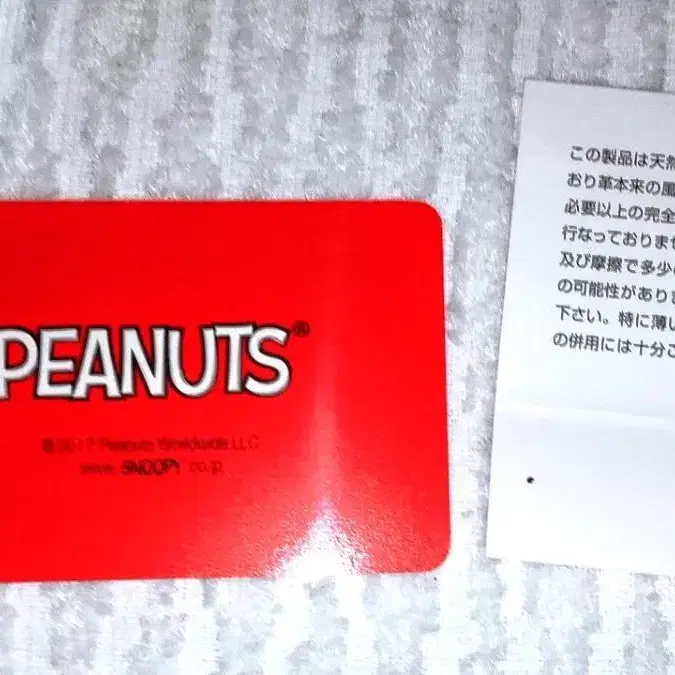 PEANUTS®
©2017 Peanuts Worldwide LLC
www.SNOOPY.co.jp
この製品は天然
おり革本来の風
必要以上の完全
行なっておりませ
及び摩擦で多少
の可能性がありま
下さい。特に薄い
の併用には十分ご